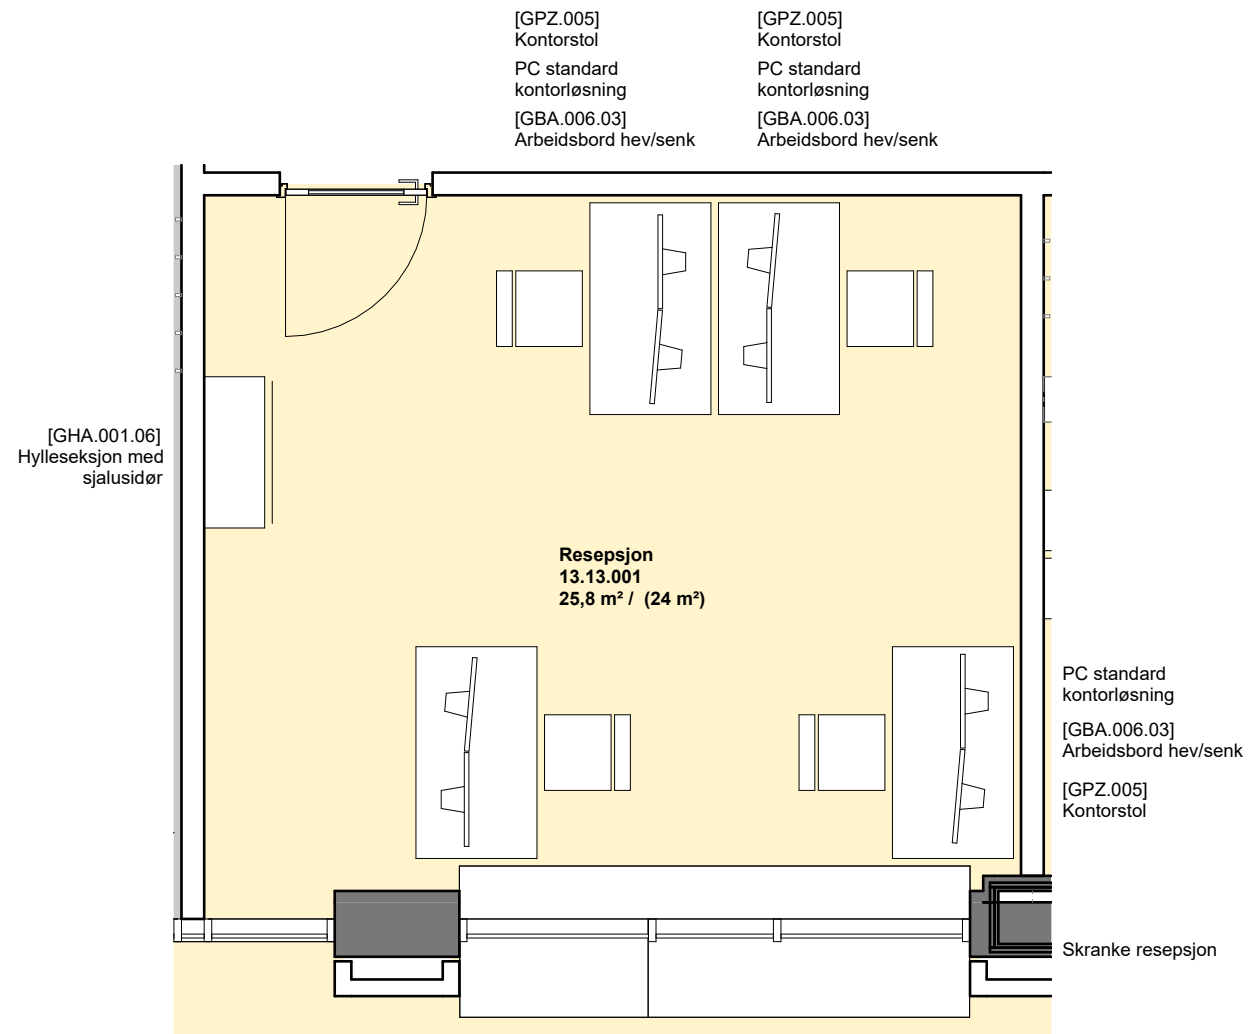 [GPZ.005]
Kontorstol
PC standard
kontorløsning
[GBA.006.03]
Arbeidsbord hev/senk
[GPZ.005]
Kontorstol
PC standard
kontorløsning
[GBA.006.03]
Arbeidsbord hev/senk
[GHA.001.06]
Hylleseksjon med
sjalusidør
Resepsjon
13.13.001
25,8 m² / (24 m²)
PC standard
kontorløsning
[GBA.006.03]
Arbeidsbord hev/senk
[GPZ.005]
Kontorstol
Skranke resepsjon